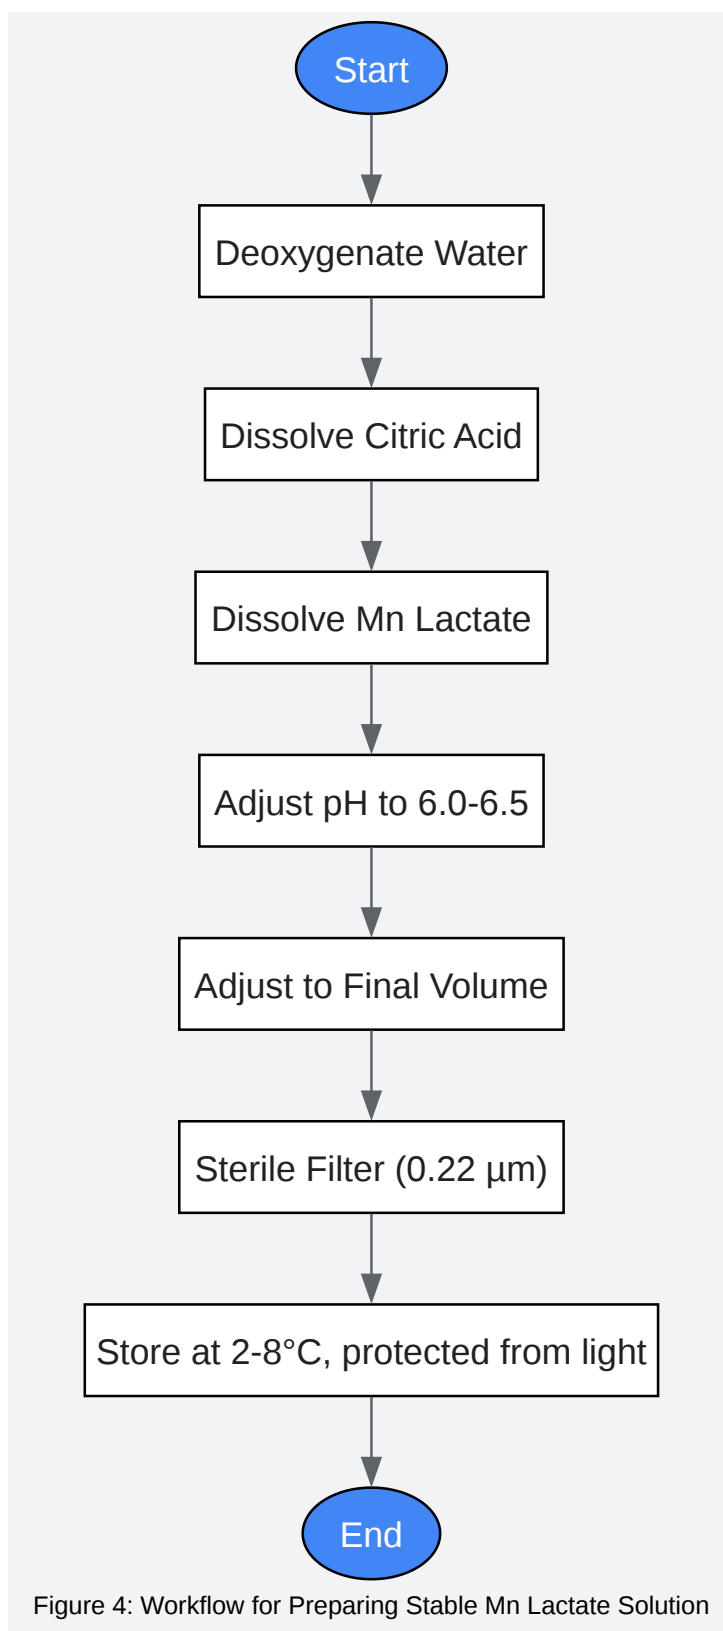 Start
Deoxygenate Water
Dissolve Citric Acid
Dissolve Mn Lactate
Adjust pH to 6.0-6.5
Adjust to Final Volume
Sterile Filter (0.22 µm)
Store at 2-8°C, protected from light
End
Figure 4: Workflow for Preparing Stable Mn Lactate Solution